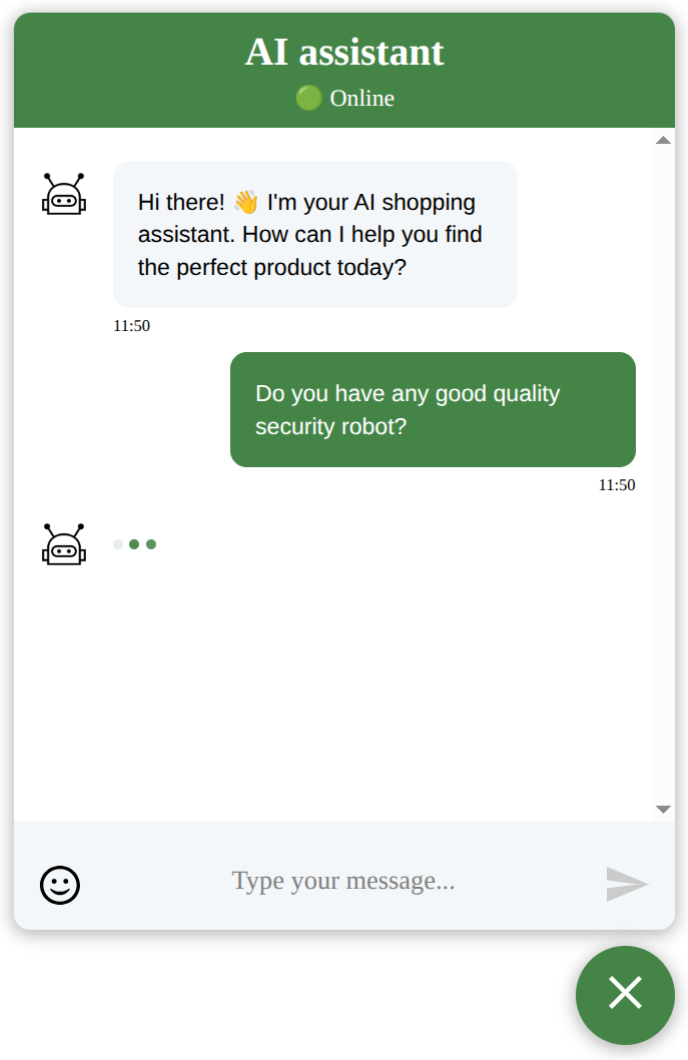 AI assistant
🟢 Online
Hi there! 👋 I'm your AI shopping
assistant. How can I help you find
the perfect product today?
11:50
Do you have any good quality
security robot?
11:50
Type your message...